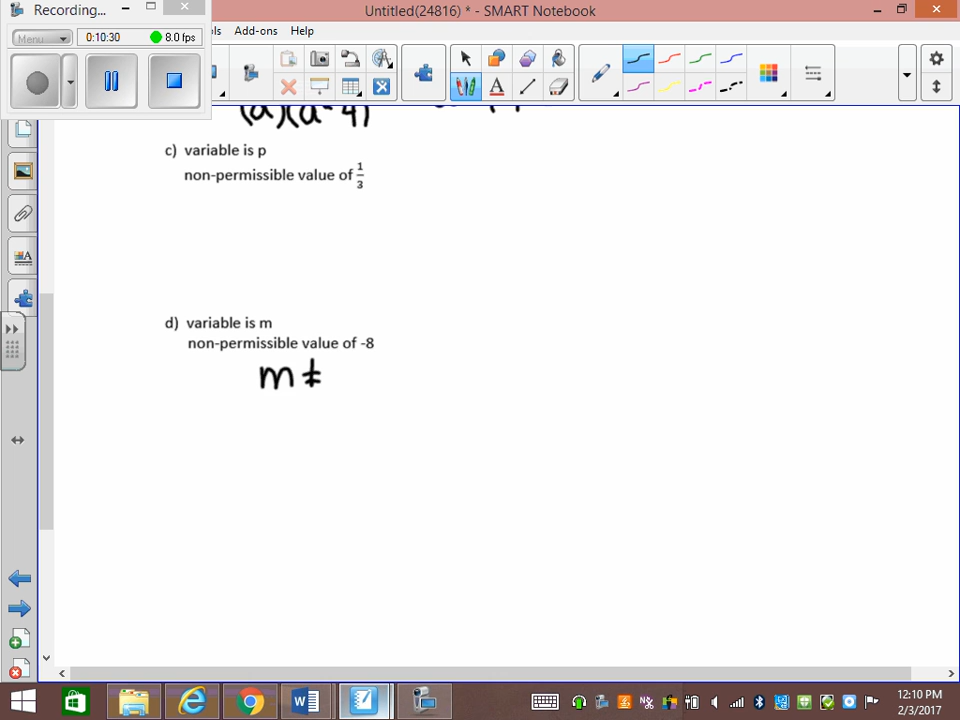 Recording...
Untitled(24816) * - SMART Notebook
Menu
0:10:30
8.0 fps
ols Add-ons Help
(a)(a-4)
c) variable is p
non-permissible value of 1/3
d) variable is m
non-permissible value of -8
m ≠
12:10 PM
2/3/2017